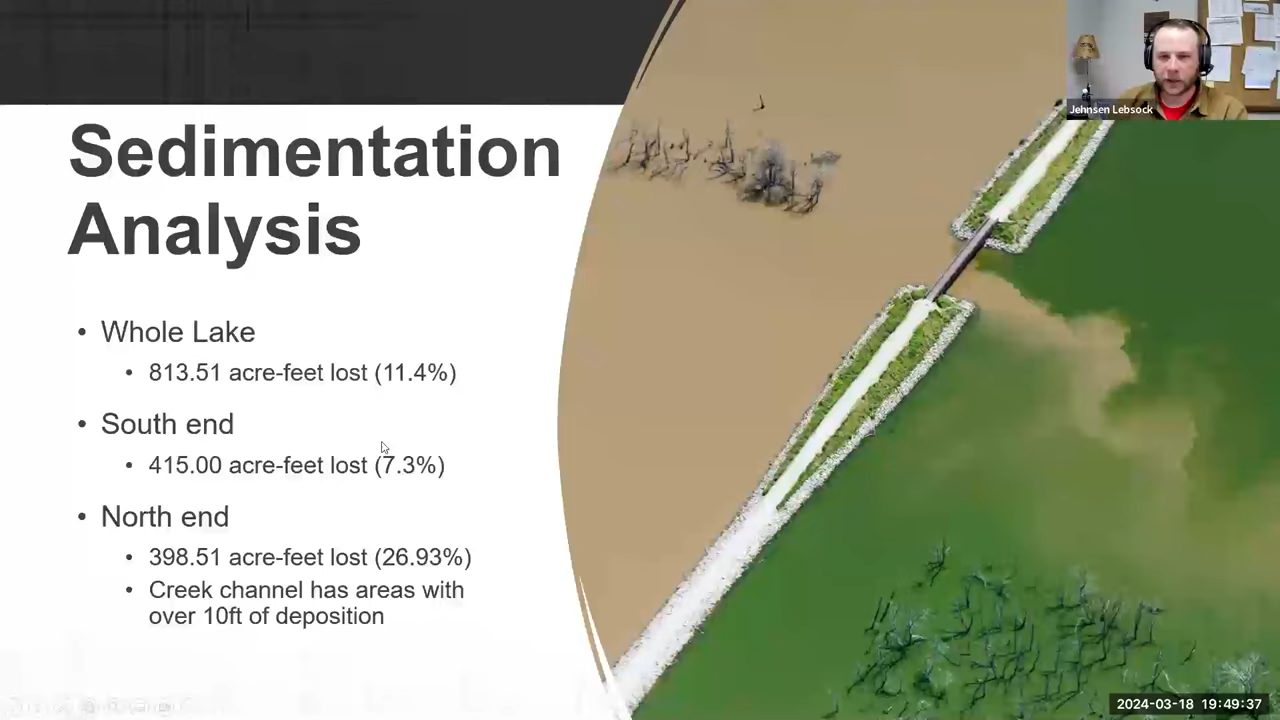 Sedimentation
Analysis
• Whole Lake
• 813.51 acre-feet lost (11.4%)
• South end
• 415.00 acre-feet lost (7.3%)
• North end
• 398.51 acre-feet lost (26.93%)
• Creek channel has areas with
over 10ft of deposition
Jehnsen Lebsock
2024-03-18 19:49:37